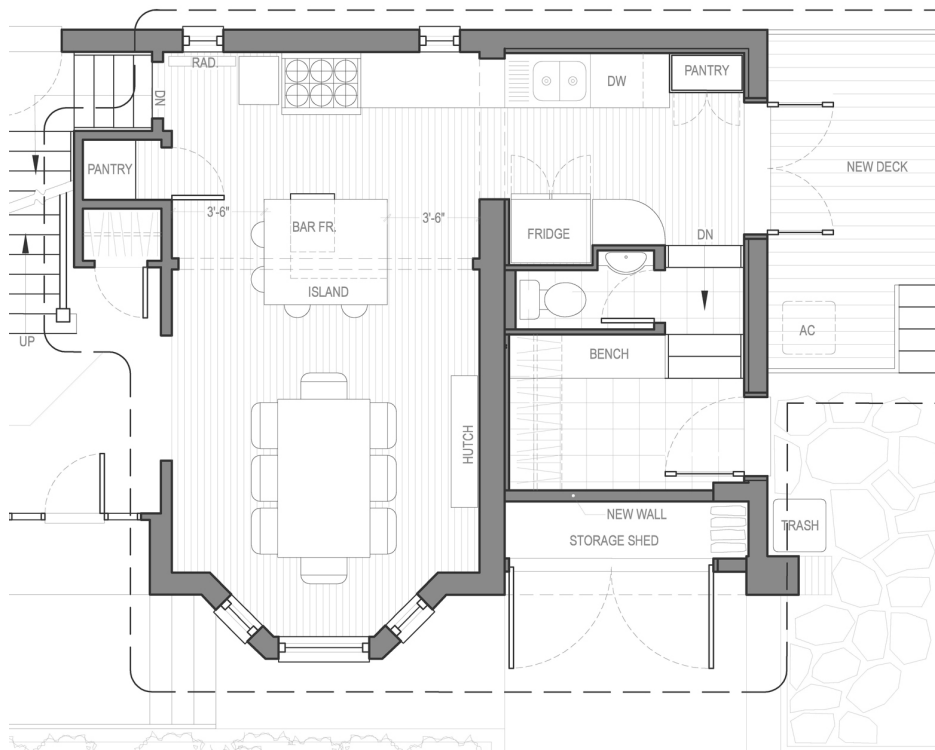 RAD.
PANTRY
DW
DN
PANTRY
NEW DECK
3'-6"
3'-6"
BAR FR.
FRIDGE
DN
ISLAND
AC
UP
BENCH
HUTCH
NEW WALL
TRASH
STORAGE SHED